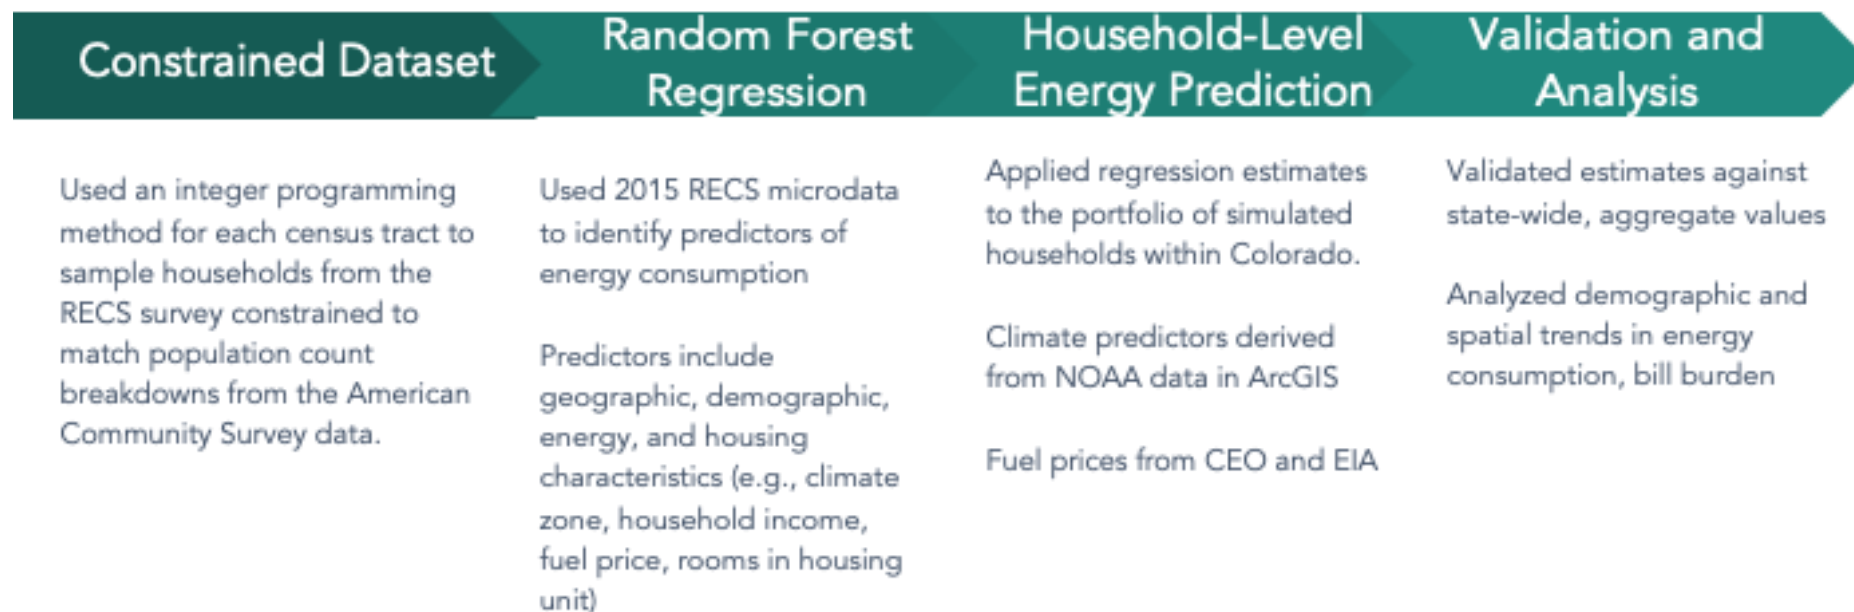 Constrained Dataset
Random Forest
Regression
Household-Level
Energy Prediction
Validation and
Analysis
Used an integer programming
method for each census tract to
sample households from the
RECS survey constrained to
match population count
breakdowns from the American
Community Survey data.
Used 2015 RECS microdata
to identify predictors of
energy consumption
Predictors include
geographic, demographic,
energy, and housing
characteristics (e.g., climate
zone, household income,
fuel price, rooms in housing
unit)
Applied regression estimates
to the portfolio of simulated
households within Colorado.
Climate predictors derived
from NOAA data in ArcGIS
Fuel prices from CEO and EIA
Validated estimates against
state-wide, aggregate values
Analyzed demographic and
spatial trends in energy
consumption, bill burden